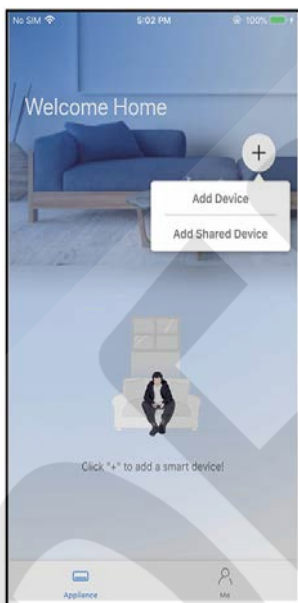 No SIM 5:02 PM 100%
Welcome Home
+
Add Device
Add Shared Device
Click "+" to add a smart device!
Appliance Me